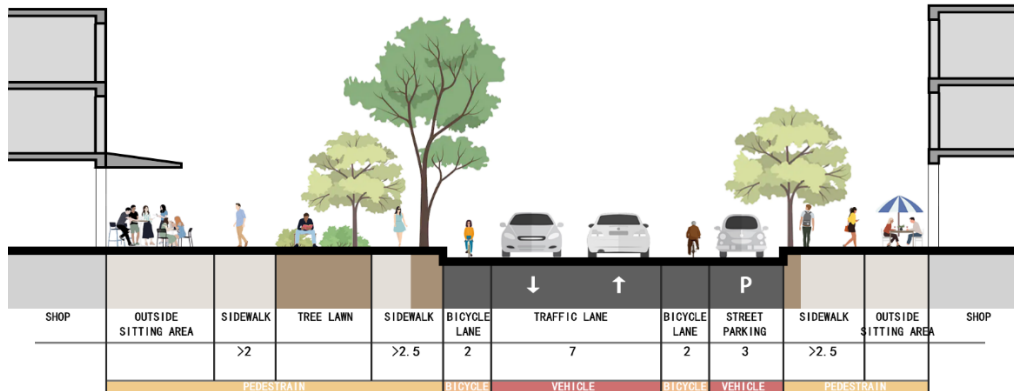 ↓ ↑ P
SHOP OUTSIDE SIDEWALK TREE LAWN SIDEWALK BICYCLE TRAFFIC LANE BICYCLE STREET SIDEWALK OUTSIDE SHOP
SITTING AREA LANE LANE PARKING SITTING AREA
>2 >2.5 2 7 2 3 >2.5
PEDESTRAIN BICYCLE VEHICLE BICYCLE VEHICLE PEDESTRAIN